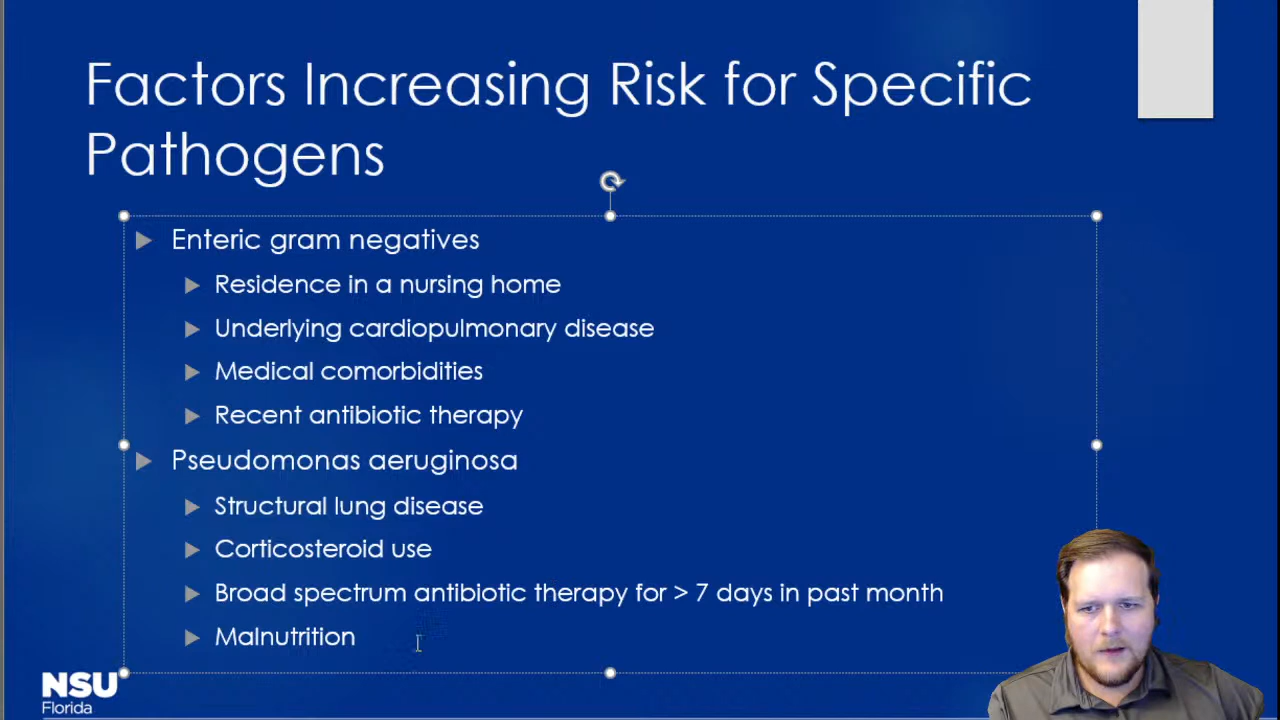 Factors Increasing Risk for Specific
Pathogens
Enteric gram negatives
Residence in a nursing home
Underlying cardiopulmonary disease
Medical comorbidities
Recent antibiotic therapy
Pseudomonas aeruginosa
Structural lung disease
Corticosteroid use
Broad spectrum antibiotic therapy for > 7 days in past month
Malnutrition
NSU
Florida